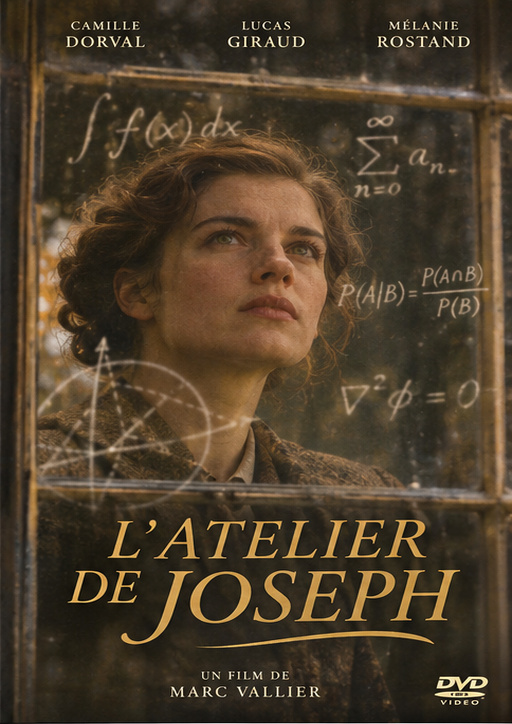 CAMILLE LUCAS MÉLANIE
DORVAL GIRAUD ROSTAND
∫ f(x) dx
∞
∑ aₙ
n=0
P(A|B) = P(A∩B)
P(B)
∇²ϕ = 0
L'ATELIER
DE JOSEPH
UN FILM DE
MARC VALLIER
DVD
VIDEO